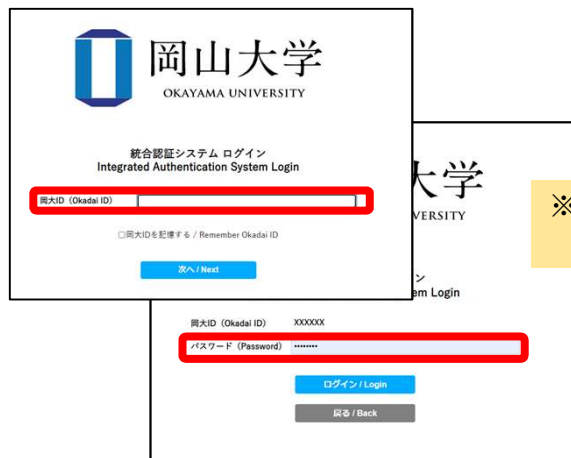 岡山大学
OKAYAMA UNIVERSITY
統合認証システム ログイン
Integrated Authentication System Login
岡大ID（Okadai ID）
□岡大IDを記憶する / Remember Okadai ID
次へ / Next
大学
VERSITY
※
ン
em Login
岡大ID（Okadai ID） XXXXXX
パスワード（Password） ••••••••
ログイン / Login
戻る / Back